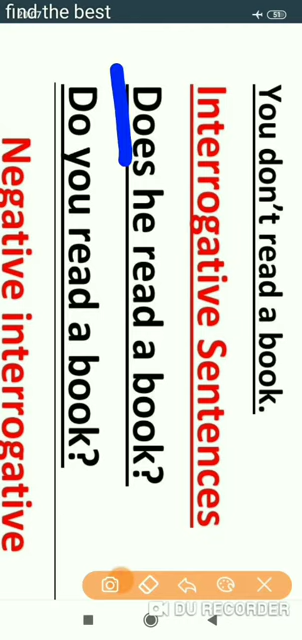 find the best
51
You don't read a book.
Interrogative Sentences
Does he read a book?
Do you read a book?
Negative interrogative
DU RECORDER